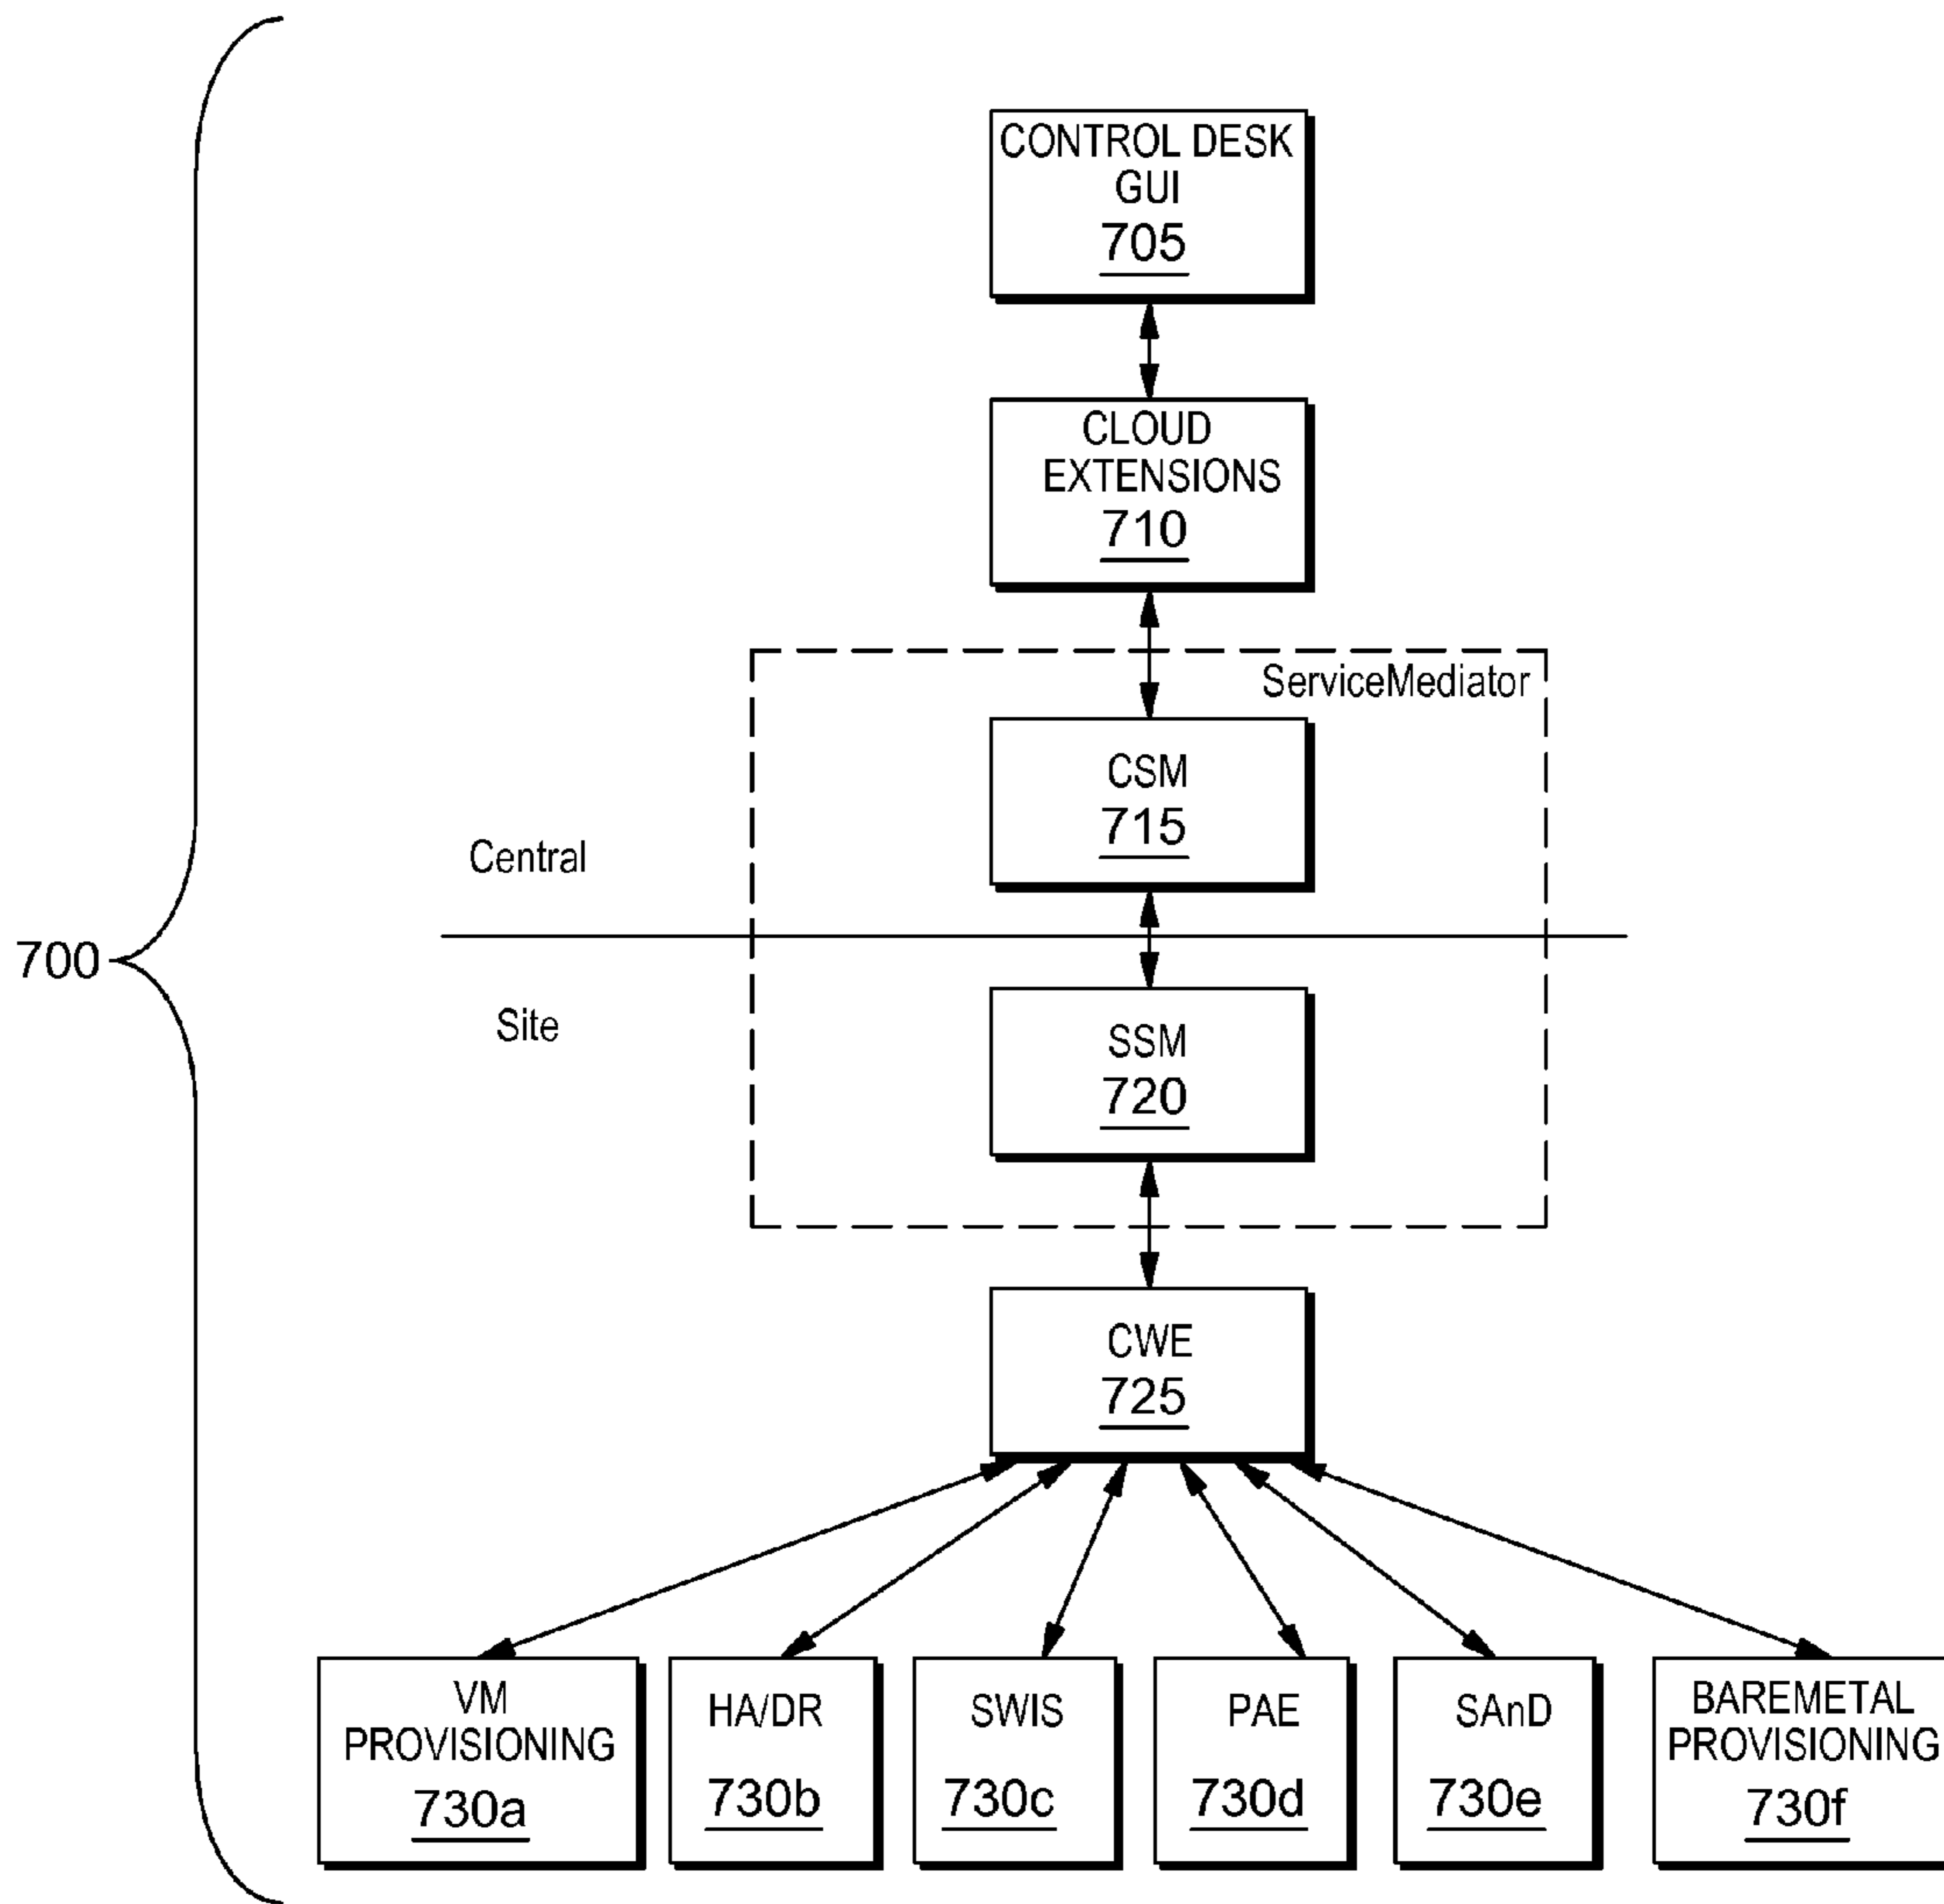 CONTROL DESK
GUI
705
CLOUD
EXTENSIONS
710
ServiceMediator
CSM
715
Central
700
Site
SSM
720
CWE
725
VM
PROVISIONING
730a
HA/DR
730b
SWIS
730c
PAE
730d
SAnD
730e
BAREMETAL
PROVISIONING
730f